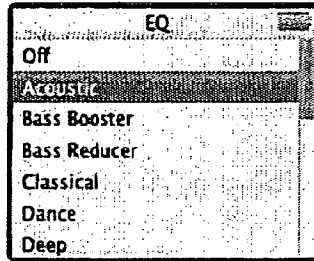 EQ
Off
Acoustic
Bass Booster
Bass Reducer
Classical
Dance
Deep